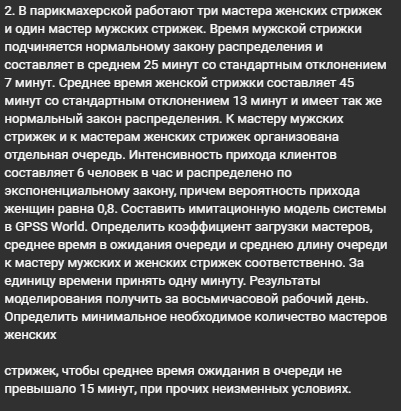 2. В парикмахерской работают три мастера женских стрижек
и один мастер мужских стрижек. Время мужской стрижки
подчиняется нормальному закону распределения и
составляет в среднем 25 минут со стандартным отклонением
7 минут. Среднее время женской стрижки составляет 45
минут со стандартным отклонением 13 минут и имеет так же
нормальный закон распределения. К мастеру мужских
стрижек и к мастерам женских стрижек организована
отдельная очередь. Интенсивность прихода клиентов
составляет 6 человек в час и распределено по
экспоненциальному закону, причем вероятность прихода
женщин равна 0,8. Составить имитационную модель системы
в GPSS World. Определить коэффициент загрузки мастеров,
среднее время в ожидания очереди и среднею длину очереди
к мастеру мужских и женских стрижек соответственно. За
единицу времени принять одну минуту. Результаты
моделирования получить за восьмичасовой рабочий день.
Определить минимальное необходимое количество мастеров
женских
стрижек, чтобы среднее время ожидания в очереди не
превышало 15 минут, при прочих неизменных условиях.